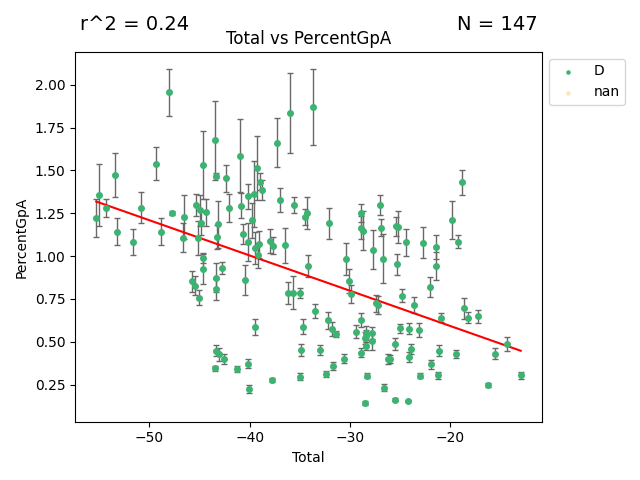 r^2 = 0.24
N = 147
Total vs PercentGpA
D
nan
PercentGpA
2.00
1.75
1.50
1.25
1.00
0.75
0.50
0.25
−50
−40
−30
−20
Total